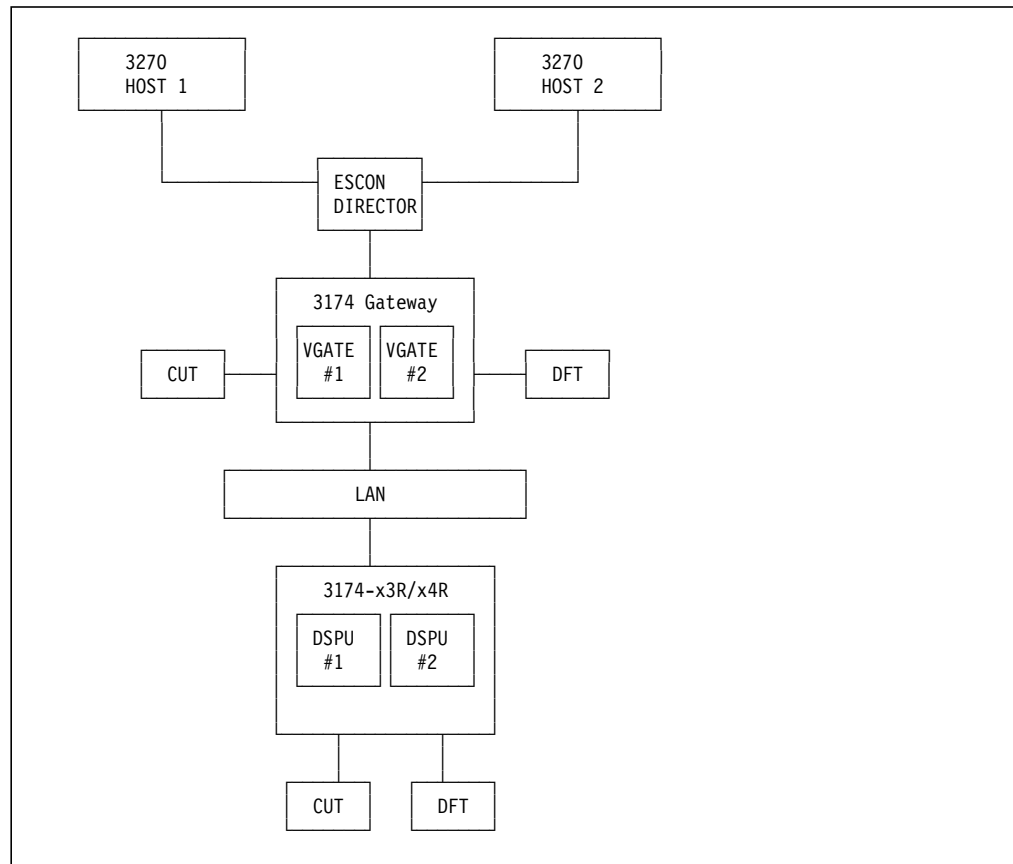 3270
HOST 1
3270
HOST 2
ESCON
DIRECTOR
3174 Gateway
VGATE
#1
VGATE
#2
CUT
DFT
LAN
3174-x3R/x4R
DSPU
#1
DSPU
#2
CUT
DFT